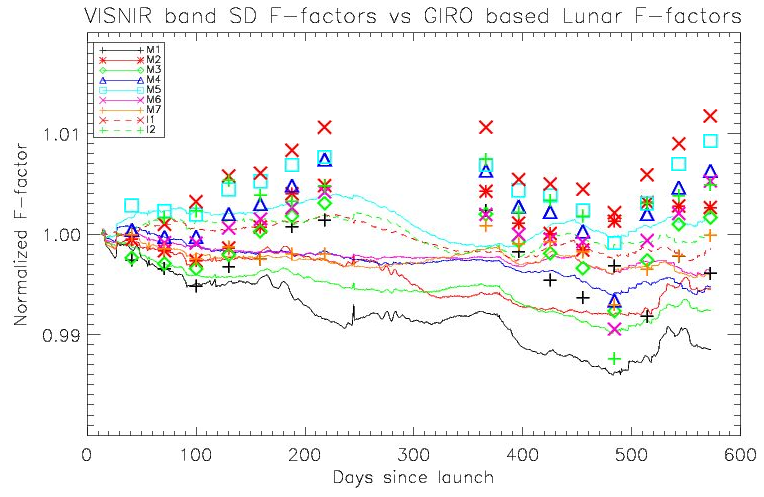 VISNIR band SD F-factors vs GIRO based Lunar F-factors
M1
M2
M3
M4
M5
M6
M7
I1
I2
1.01
1.00
0.99
Normalized F-factor
0
100
200
300
400
500
600
Days since launch